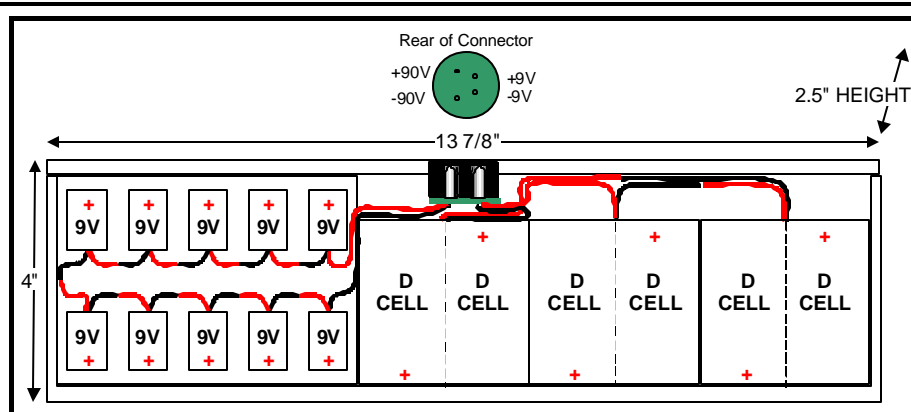 Rear of Connector
+90V
+9V
-90V
-9V
2.5" HEIGHT
13 7/8"
4"
+ + + + +
9V 9V 9V 9V 9V
+ + +
D CELL D CELL D CELL D CELL D CELL D CELL
9V 9V 9V 9V 9V
+ + + + +
+ + +